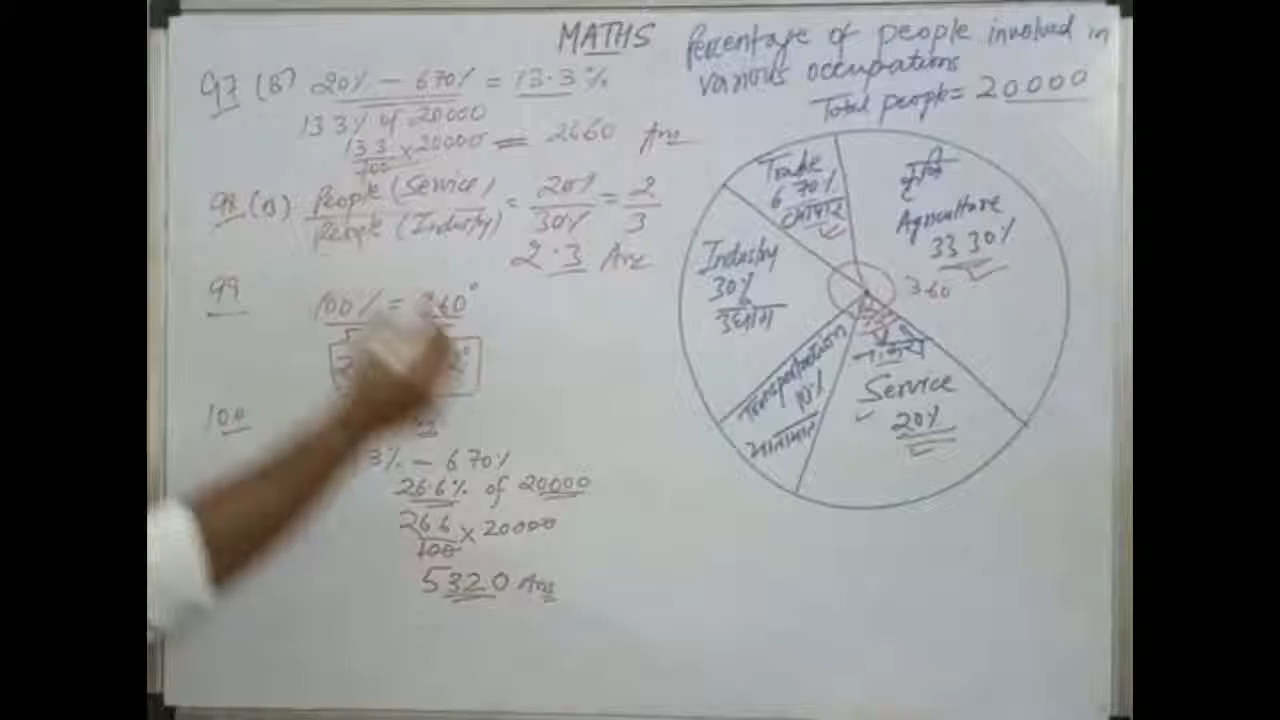 MATHS
Percentage of people involved in
various occupations
Total people = 20000
97 (B) 20% - 6 70% = 13.3%
13 3% of 20000
13 3/100 × 20000 = 2660 Ans
98 (B) People (Service) / People (Industry) = 20% / 30% = 2/3
2:3 Ans
99
100% = 360°
100
3% - 6 70%
26.6% of 20000
26 6/100 × 20000
5320 Ans
Trade
6 70%
व्यापार
कृषि
Agriculture
33 30%
Industry
30%
उद्योग
360
Transportation
10%
यातायात
नौकरी
Service
20%